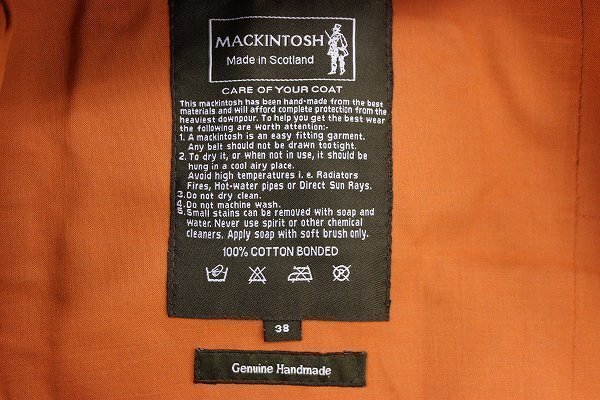 MACKINTOSH
Made in Scotland
CARE OF YOUR COAT
This mackintosh has been hand-made from the best
materials and will afford complete protection from the
heaviest downpour. To help you get the best wear
the following are worth attention:-
1. A mackintosh is an easy fitting garment.
Any belt should not be drawn too tight.
2. To dry it, or when not in use, it should be
hung in a cool airy place.
Avoid high temperatures i. e. Radiators
Fires, Hot-water pipes or Direct Sun Rays.
3. Do not dry clean.
4. Do not machine wash.
5. Small stains can be removed with soap and
water. Never use spirit or other chemical
cleaners. Apply soap with soft brush only.
100% COTTON BONDED
38
Genuine Handmade